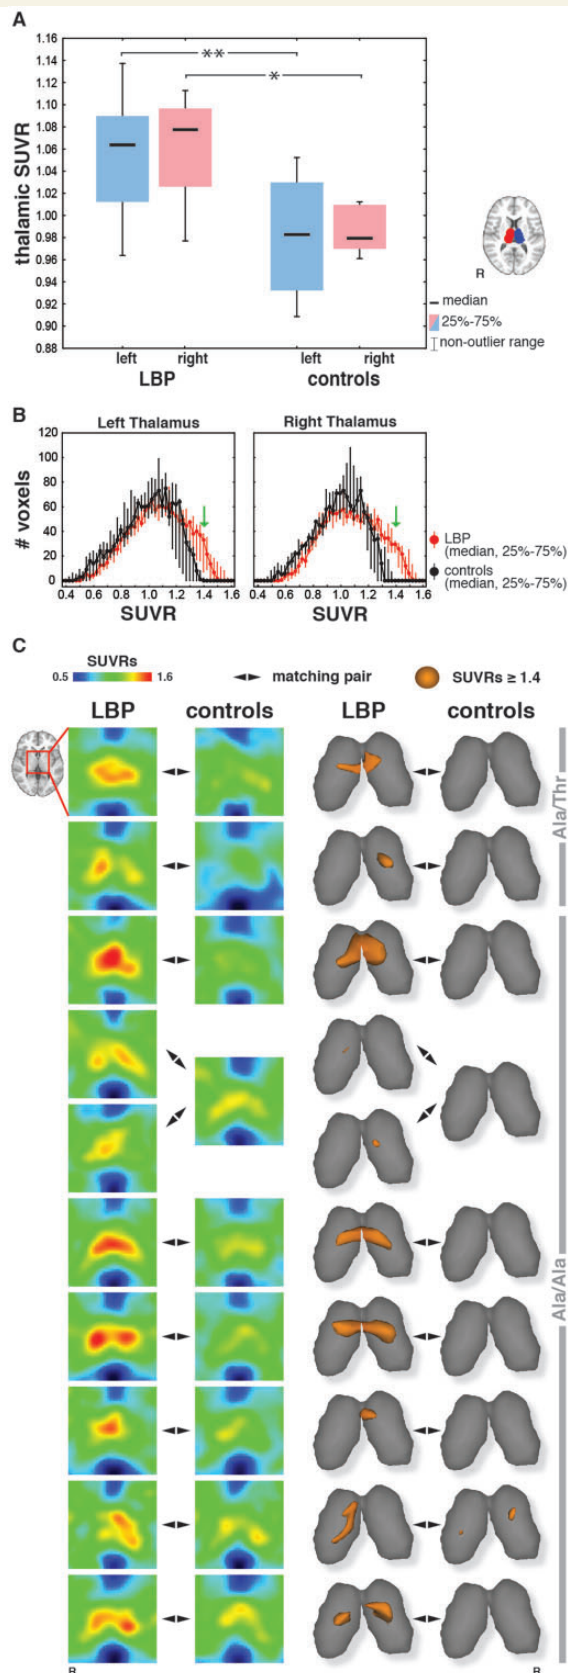 A
1.16
1.14
1.12
1.10
1.08
1.06
1.04
1.02
1.00
0.98
0.96
0.94
0.92
0.90
0.88
thalamic SUVR
**
*
left right left right
LBP controls
R
median
25%-75%
non-outlier range
B
Left Thalamus Right Thalamus
120
100
80
60
40
20
0
# voxels
0.4 0.6 0.8 1.0 1.2 1.4 1.6 0.4 0.6 0.8 1.0 1.2 1.4 1.6
SUVR SUVR
LBP
(median, 25%-75%)
controls
(median, 25%-75%)
C
SUVRs
0.5 1.6 matching pair SUVRs ≥ 1.4
LBP controls LBP controls
Ala/Thr
Ala/Ala
R R